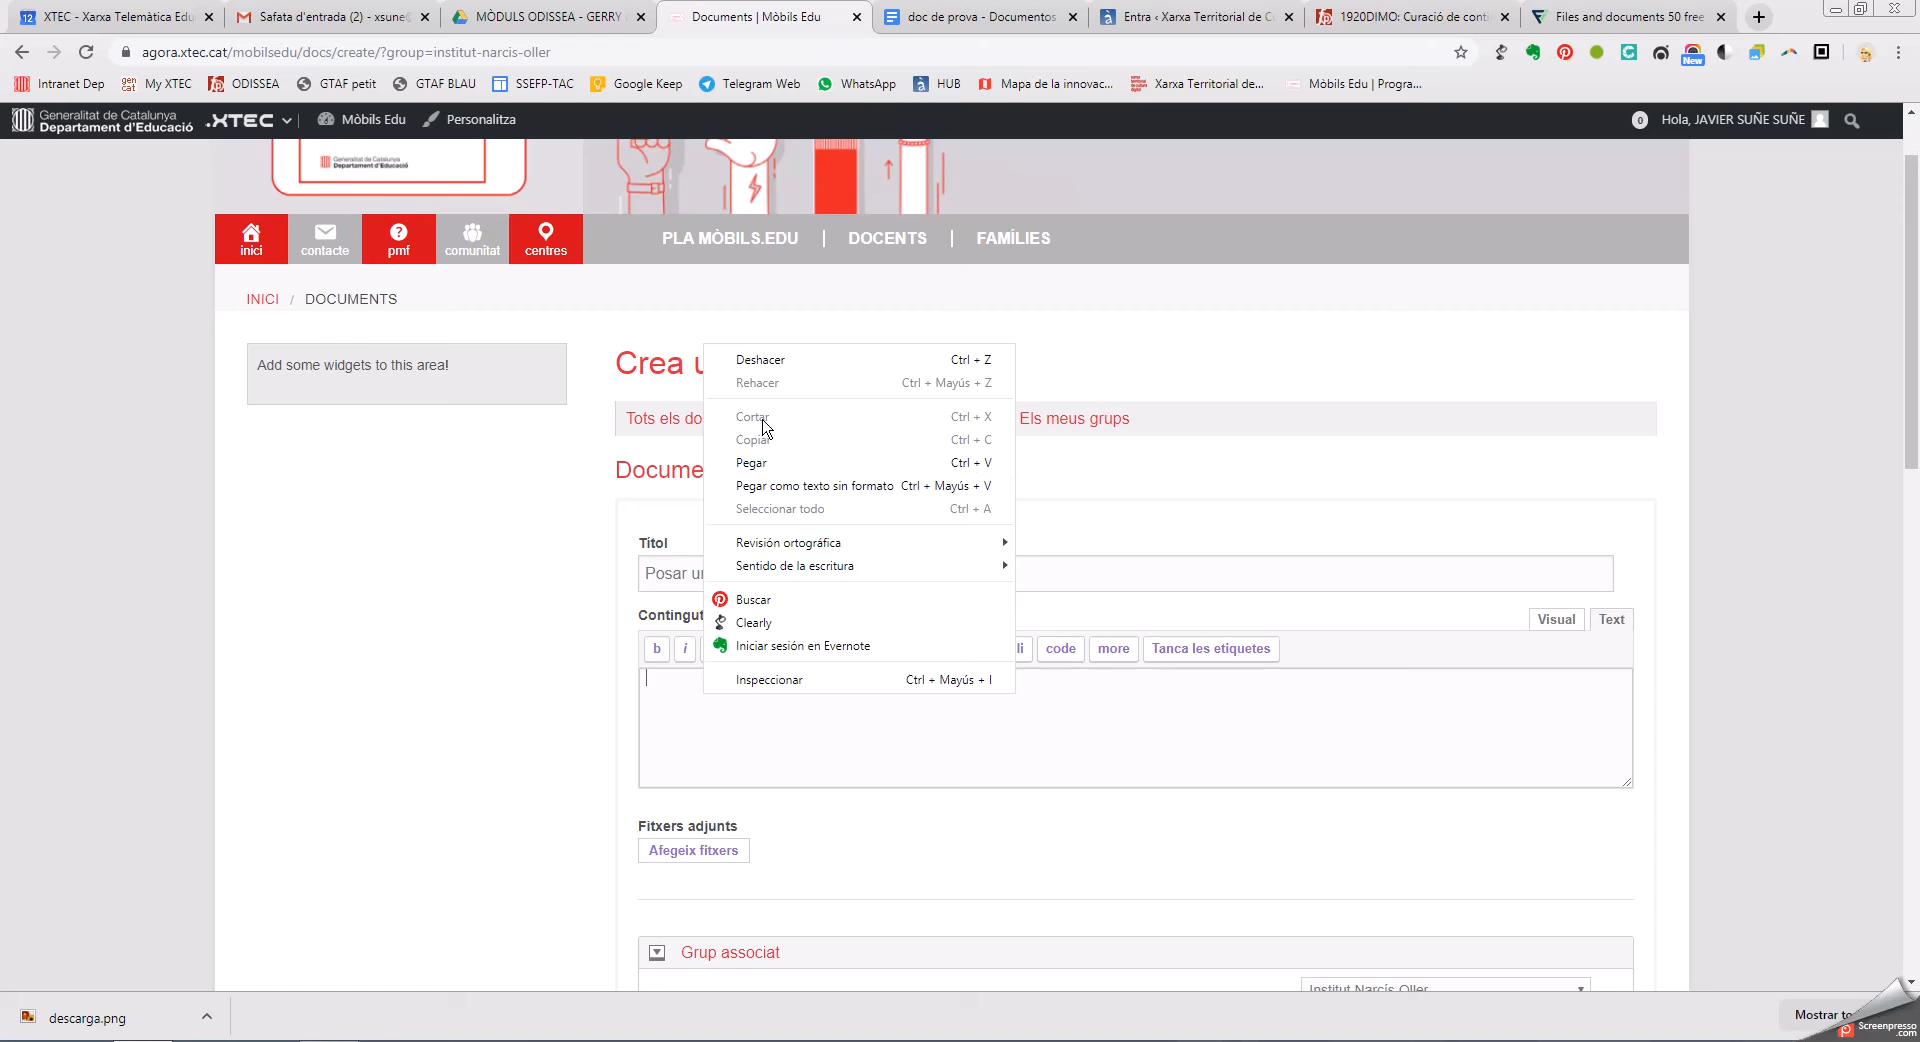 XTEC - Xarxa Telemàtica Edu
Safata d'entrada (2) - xsune@
MÒDULS ODISSEA - GERRY
Documents | Mòbils Edu
doc de prova - Documentos
Entra ‹ Xarxa Territorial de C
1920DIMO: Curació de conti
Files and documents 50 free
agora.xtec.cat/mobilsedu/docs/create/?group=institut-narcis-oller
New
Intranet Dep
gencat
My XTEC
ODISSEA
GTAF petit
GTAF BLAU
SSEFP-TAC
Google Keep
Telegram Web
WhatsApp
HUB
Mapa de la innovac...
Xarxa Territorial de...
Mòbils Edu | Progra...
Generalitat de Catalunya
Departament d'Educació
.XTEC
Mòbils Edu
Personalitza
0
Hola, JAVIER SUÑE SUÑE
Generalitat de Catalunya
Departament d'Educació
inici
contacte
pmf
comunitat
centres
PLA MÒBILS.EDU | DOCENTS | FAMÍLIES
INICI / DOCUMENTS
Add some widgets to this area!
Crea u
Tots els do
Els meus grups
Docume
Deshacer Ctrl + Z
Rehacer Ctrl + Mayús + Z
Cortar Ctrl + X
Copiar Ctrl + C
Pegar Ctrl + V
Pegar como texto sin formato Ctrl + Mayús + V
Seleccionar todo Ctrl + A
Revisión ortográfica
Sentido de la escritura
Buscar
Clearly
Iniciar sesión en Evernote
Inspeccionar Ctrl + Mayús + I
Títol
Posar un
Contingut
Visual Text
b i li code more Tanca les etiquetes
Fitxers adjunts
Afegeix fitxers
Grup associat
Institut Narcís Oller
descarga.png
Mostrar to
Screenpresso
.com